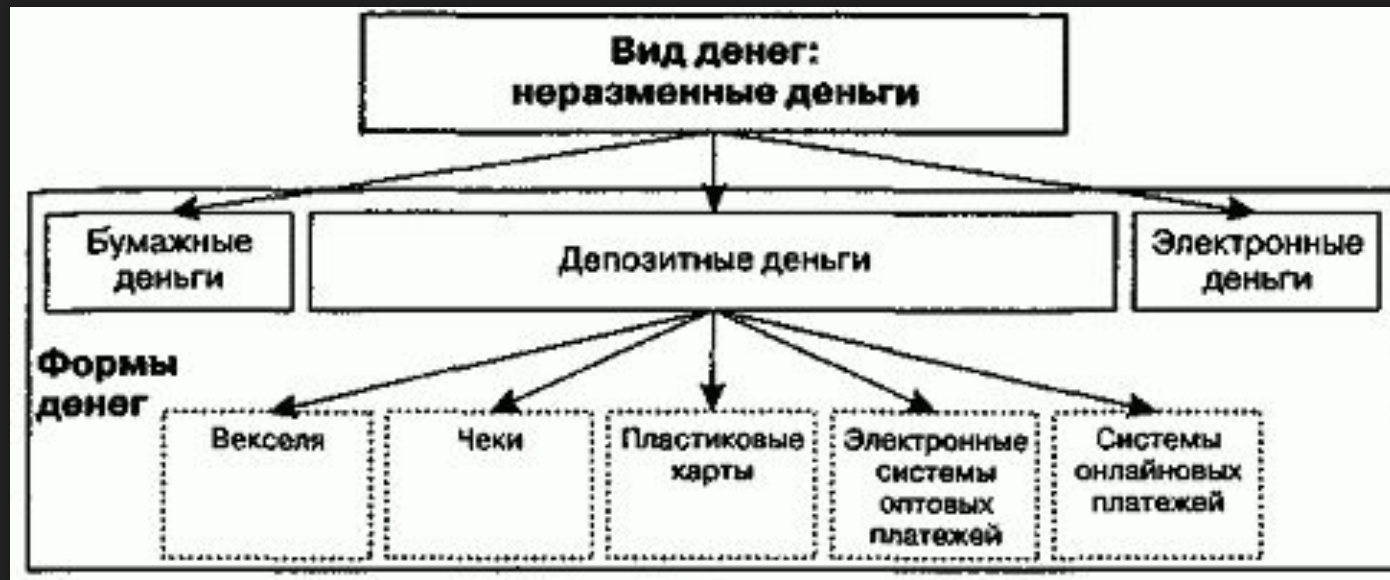 Вид денег:
неразменные деньги
Бумажные
деньги
Депозитные деньги
Электронные
деньги
Формы
денег
Векселя
Чеки
Пластиковые
карты
Электронные
системы
оптовых
платежей
Системы
онлайновых
платежей